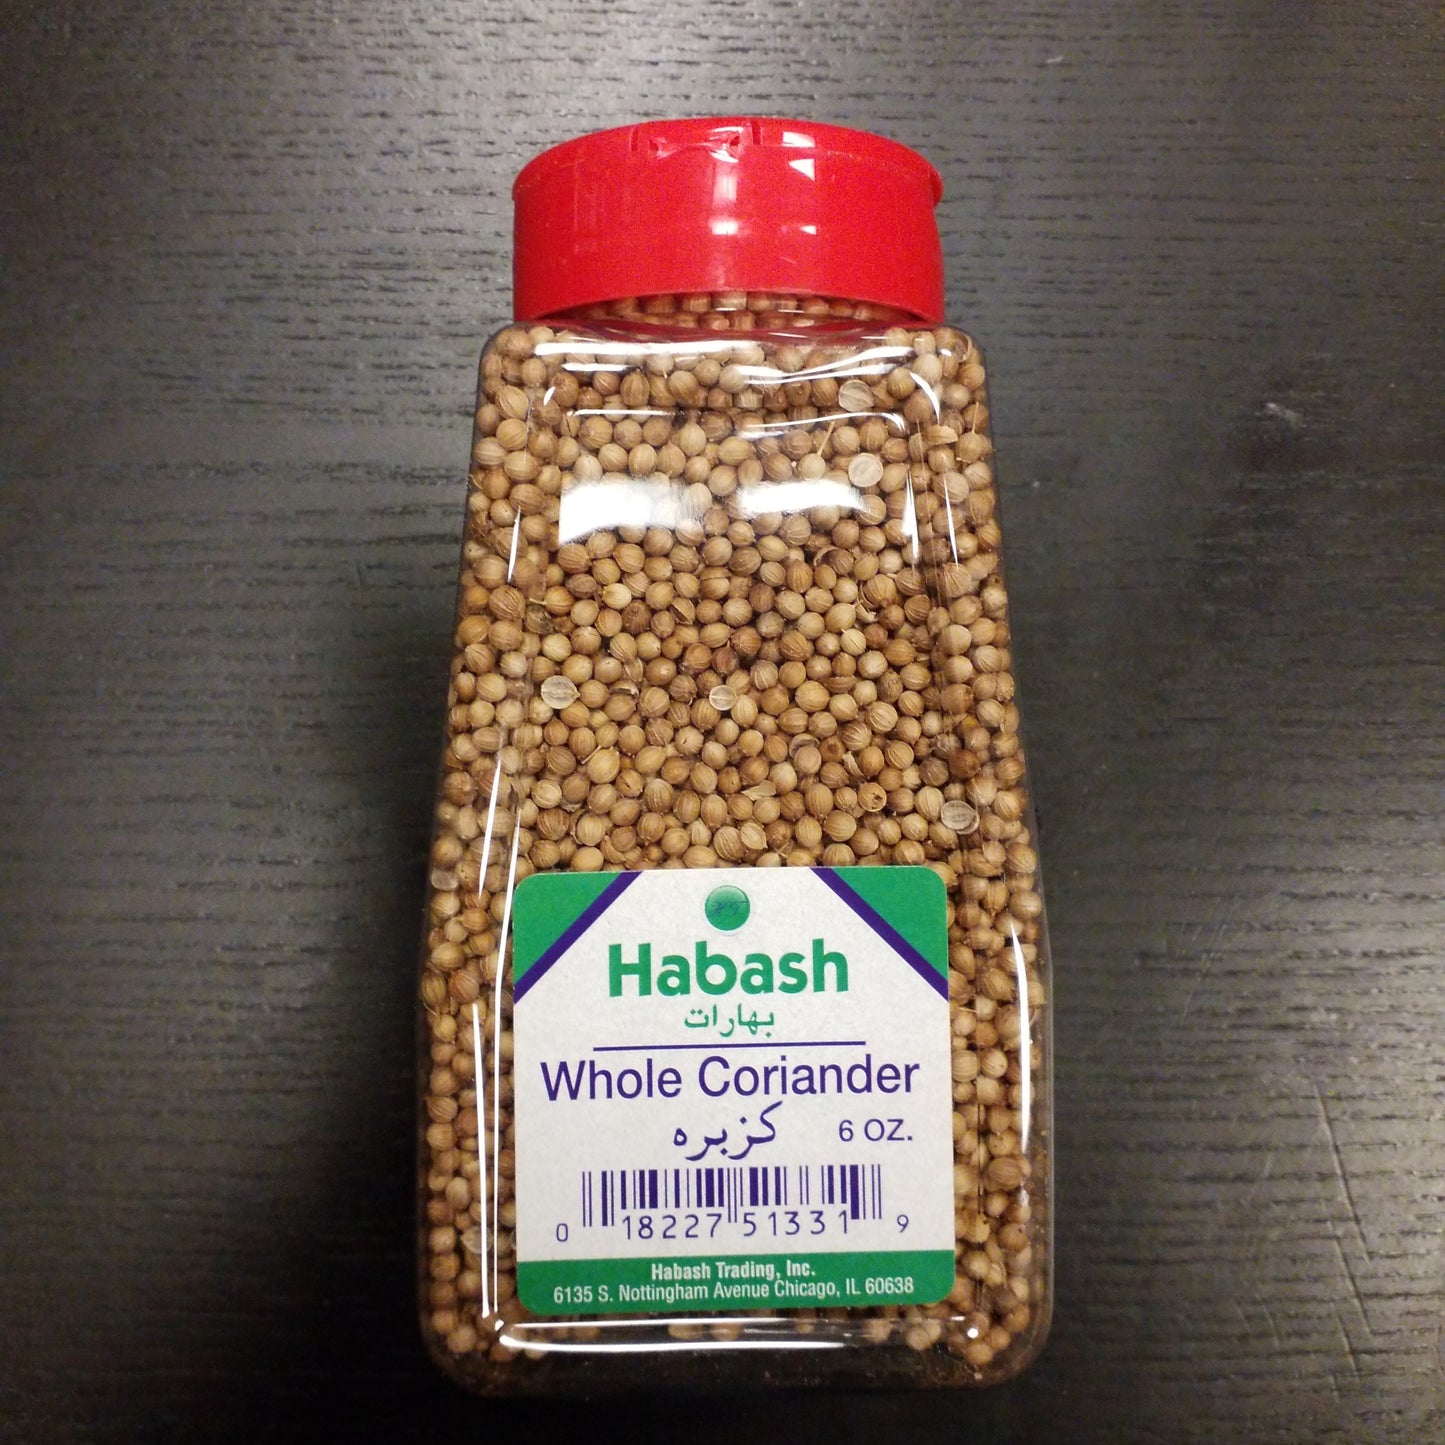 HT
Habash
بهارات
Whole Coriander
كزبره 6 OZ.
0 18227 51331 9
Habash Trading, Inc.
6135 S. Nottingham Avenue Chicago, IL 60638